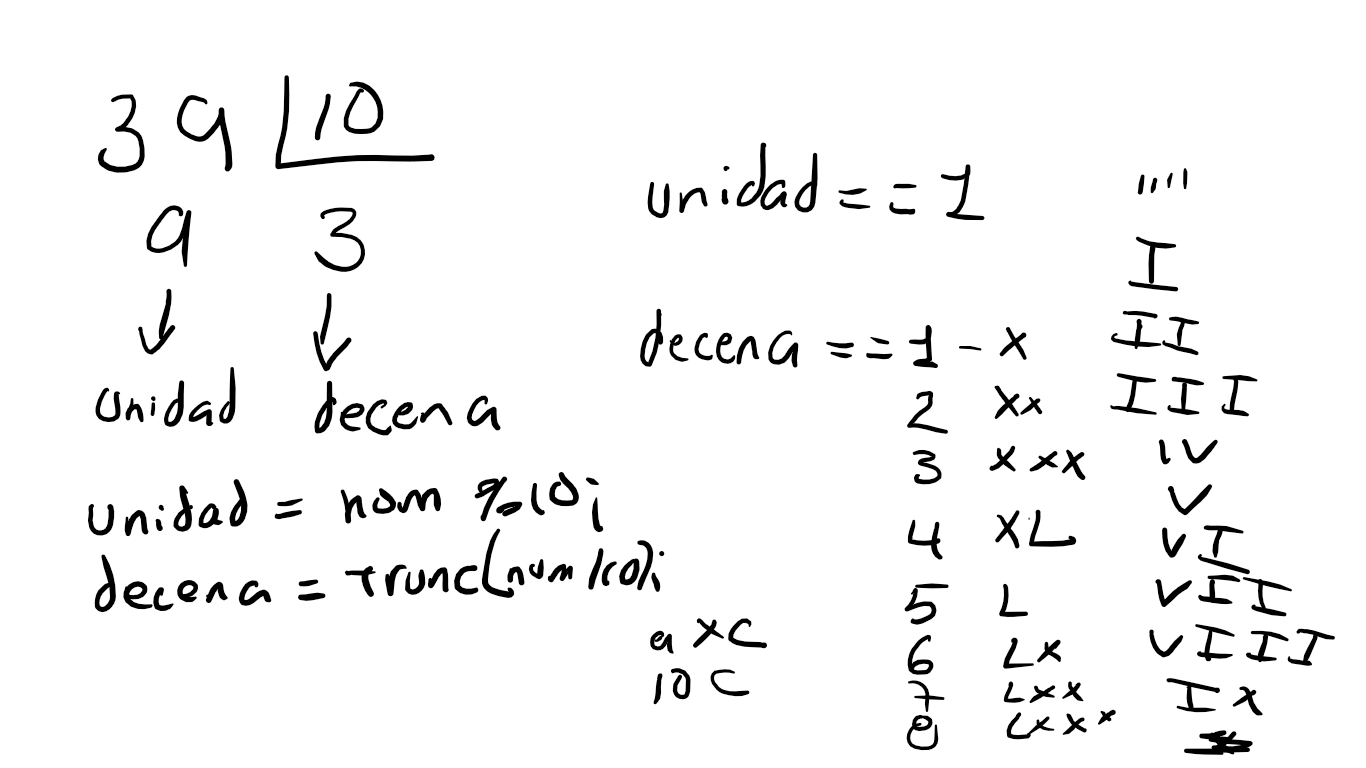 39 10
9 3
unidad decena
unidad = nom %10;
decena = trunc(num/10);
unidad == 1
decena == 1 - X
2 XX
3 XXX
4 XL
5 L
6 LX
7 LXX
8 LXXX
9 XC
10 C
""
I
II
III
IV
V
VI
VII
VIII
IX